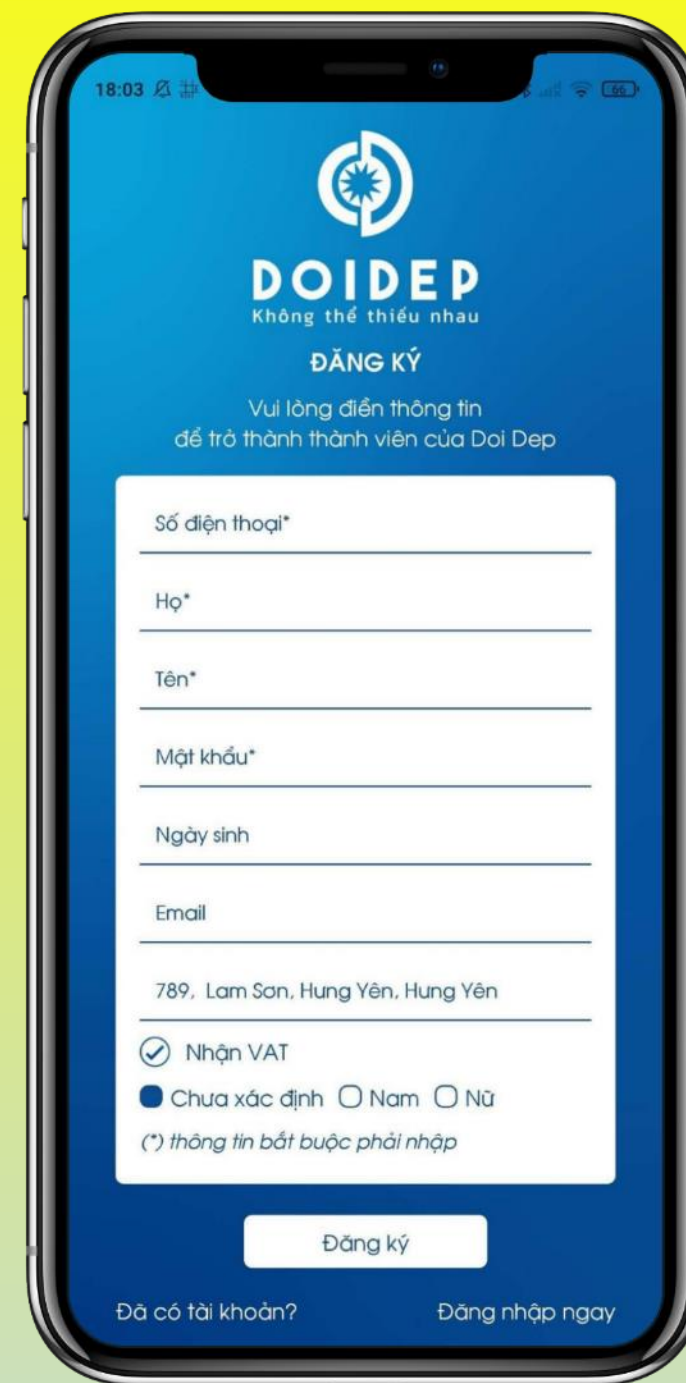 18:03
66
DOIDEP
Không thể thiếu nhau
ĐĂNG KÝ
Vui lòng điền thông tin
để trở thành thành viên của Doi Dep
Số điện thoại*
Họ*
Tên*
Mật khẩu*
Ngày sinh
Email
789, Lam Sơn, Hưng Yên, Hưng Yên
Nhận VAT
Chưa xác định Nam Nữ
(*) thông tin bắt buộc phải nhập
Đăng ký
Đã có tài khoản? Đăng nhập ngay